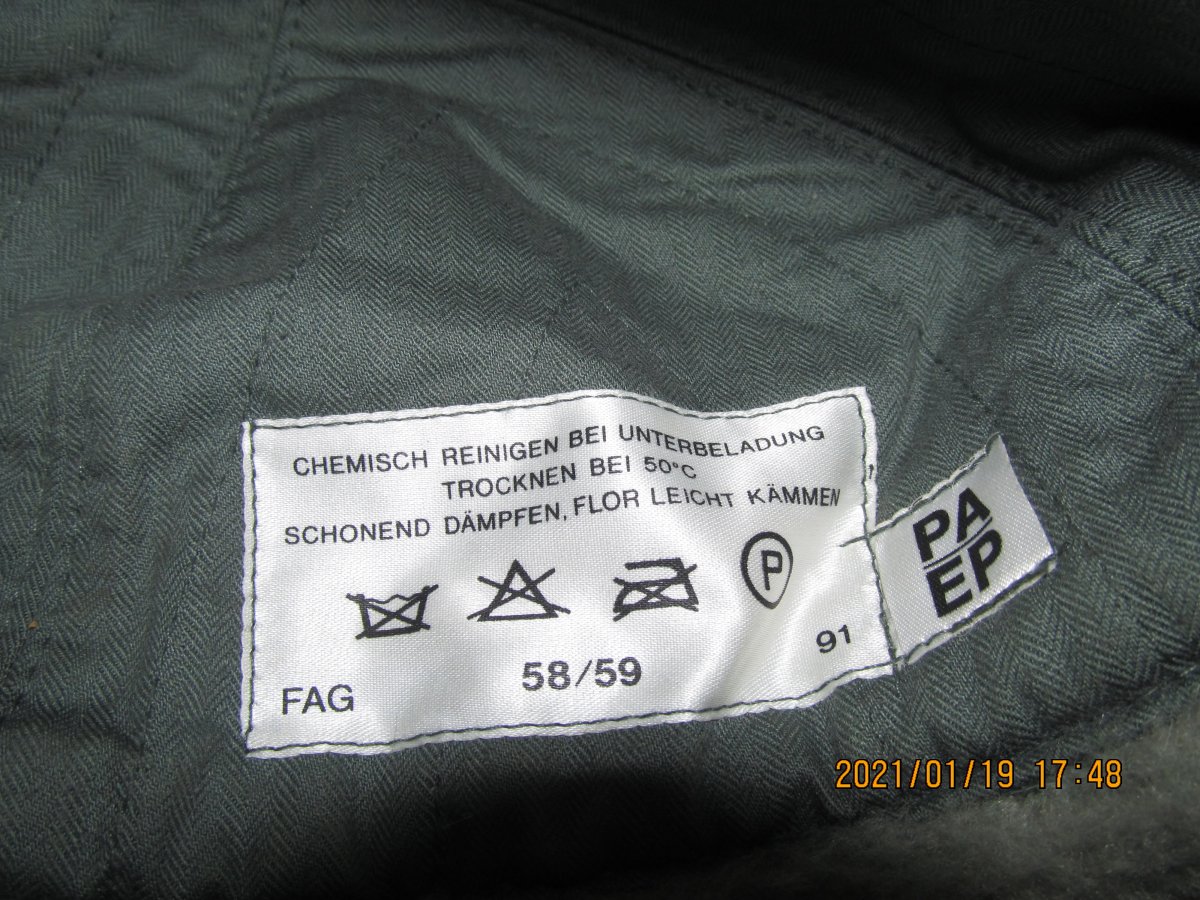 CHEMISCH REINIGEN BEI UNTERBELADUNG
TROCKNEN BEI 50°C
SCHONEND DÄMPFEN, FLOR LEICHT KÄMMEN
P
91
58/59
FAG
PA
EP
2021/01/19 17:48